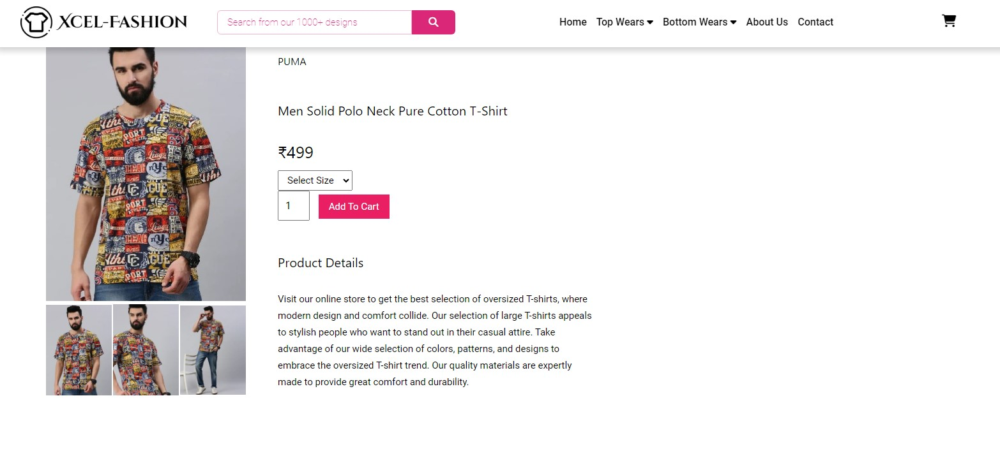 XCEL-FASHION
Search from our 1000+ designs
Home Top Wears Bottom Wears About Us Contact
PUMA
Men Solid Polo Neck Pure Cotton T-Shirt
₹499
Select Size
1
Add To Cart
Product Details
Visit our online store to get the best selection of oversized T-shirts, where
modern design and comfort collide. Our selection of large T-shirts appeals
to stylish people who want to stand out in their casual attire. Take
advantage of our wide selection of colors, patterns, and designs to
embrace the oversized T-shirt trend. Our quality materials are expertly
made to provide great comfort and durability.